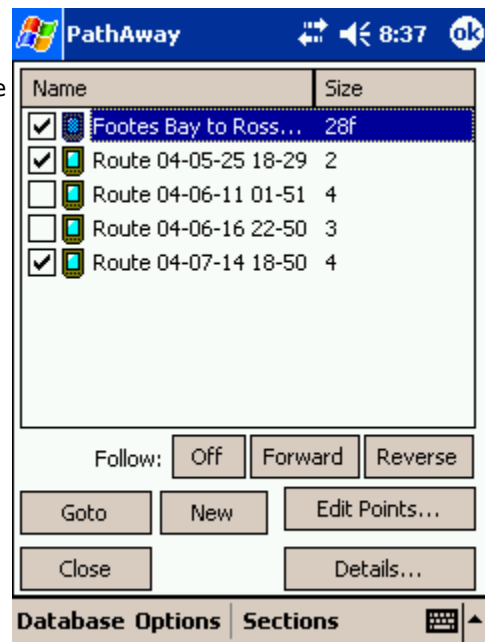 PathAway 8:37 ok
e
Name Size
Footes Bay to Ross... 28f
Route 04-05-25 18-29 2
Route 04-06-11 01-51 4
Route 04-06-16 22-50 3
Route 04-07-14 18-50 4
Follow: Off Forward Reverse
Goto New Edit Points...
Close Details...
Database Options Sections